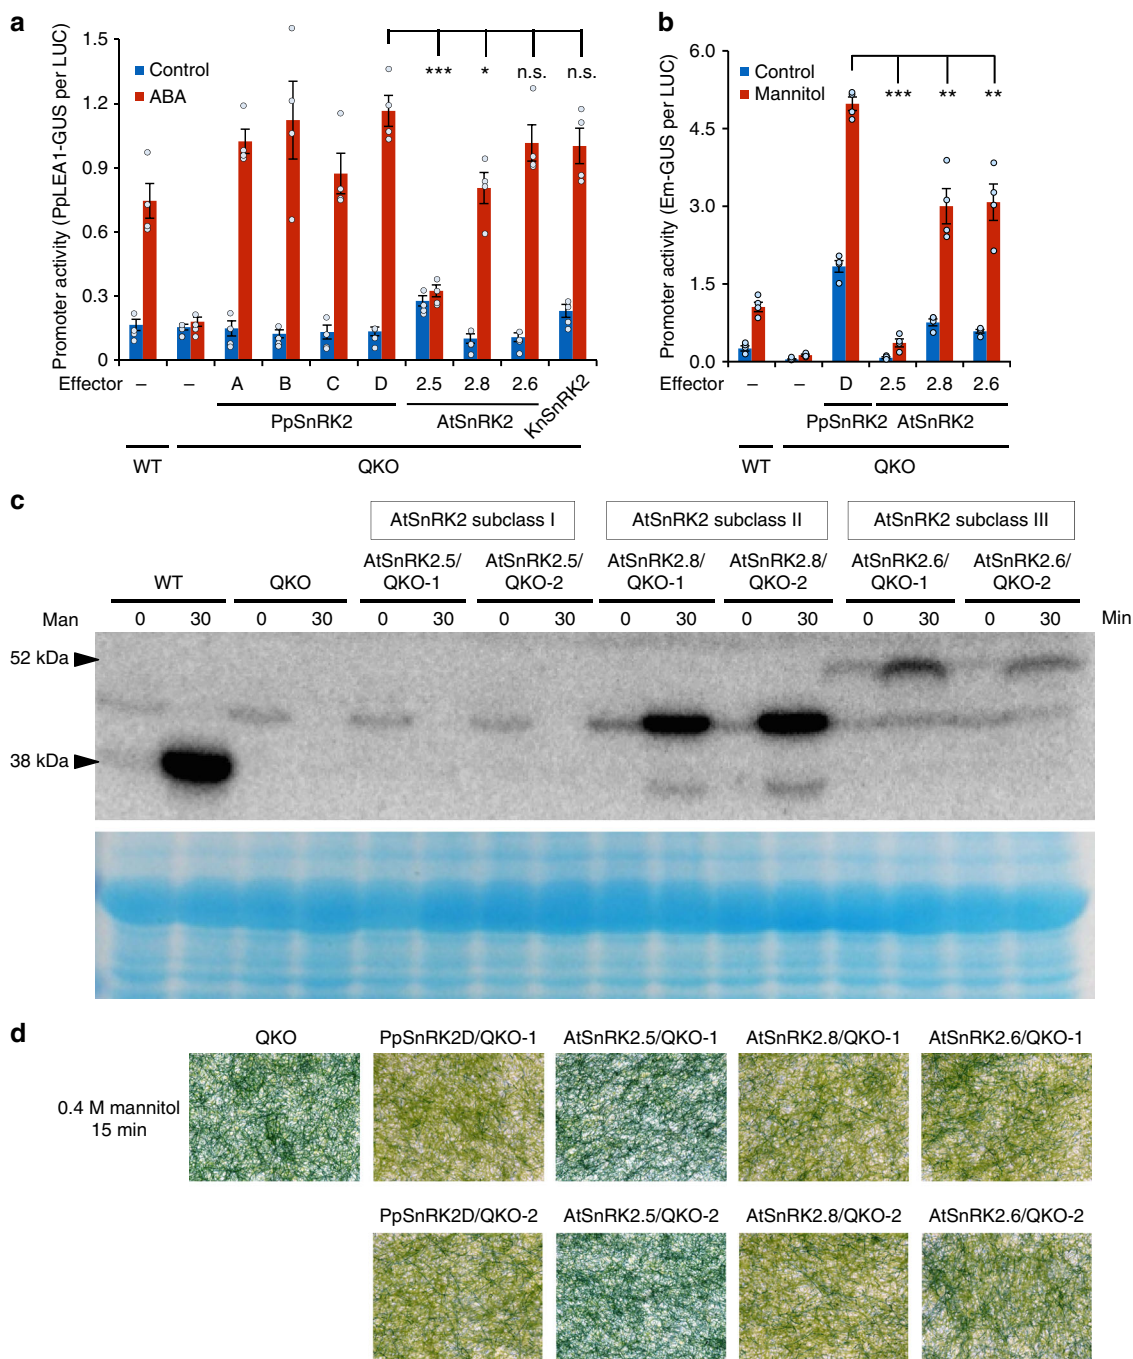 a
Promoter activity (PpLEA1-GUS per LUC)
1.5
1.2
0.9
0.6
0.3
0
Control
ABA
*** * n.s. n.s.
Effector – – A B C D 2.5 2.8 2.6 KnSnRK2
PpSnRK2 AtSnRK2
WT QKO
b
Promoter activity (Em-GUS per LUC)
6.0
4.5
3.0
1.5
0.0
Control
Mannitol
*** ** **
Effector – – D 2.5 2.8 2.6
PpSnRK2 AtSnRK2
WT QKO
c
AtSnRK2 subclass I AtSnRK2 subclass II AtSnRK2 subclass III
WT QKO AtSnRK2.5/QKO-1 AtSnRK2.5/QKO-2 AtSnRK2.8/QKO-1 AtSnRK2.8/QKO-2 AtSnRK2.6/QKO-1 AtSnRK2.6/QKO-2
Man 0 30 0 30 0 30 0 30 0 30 0 30 0 30 0 30 Min
52 kDa
38 kDa
d
QKO PpSnRK2D/QKO-1 AtSnRK2.5/QKO-1 AtSnRK2.8/QKO-1 AtSnRK2.6/QKO-1
0.4 M mannitol
15 min
PpSnRK2D/QKO-2 AtSnRK2.5/QKO-2 AtSnRK2.8/QKO-2 AtSnRK2.6/QKO-2